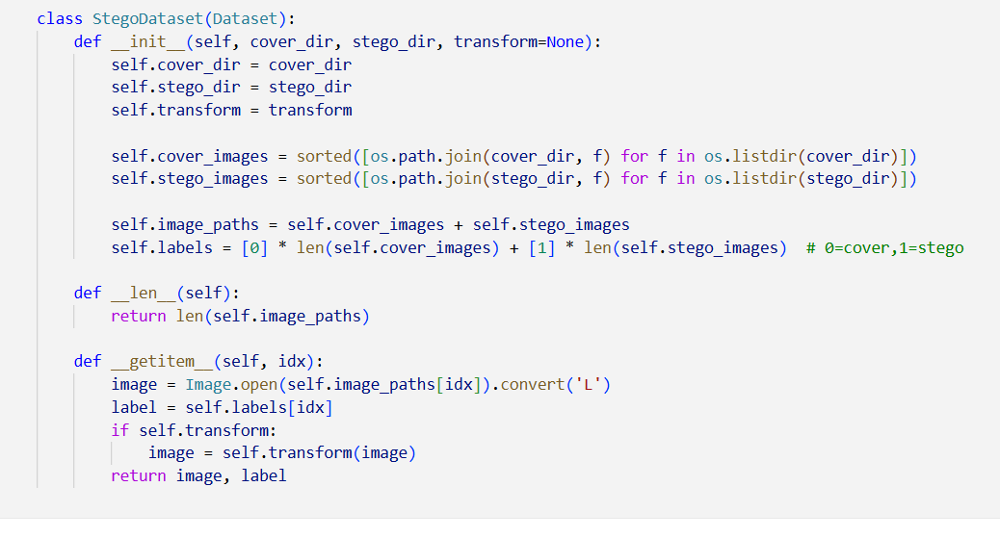 class StegoDataset(Dataset):
    def __init__(self, cover_dir, stego_dir, transform=None):
        self.cover_dir = cover_dir
        self.stego_dir = stego_dir
        self.transform = transform

        self.cover_images = sorted([os.path.join(cover_dir, f) for f in os.listdir(cover_dir)])
        self.stego_images = sorted([os.path.join(stego_dir, f) for f in os.listdir(stego_dir)])

        self.image_paths = self.cover_images + self.stego_images
        self.labels = [0] * len(self.cover_images) + [1] * len(self.stego_images)  # 0=cover,1=stego

    def __len__(self):
        return len(self.image_paths)

    def __getitem__(self, idx):
        image = Image.open(self.image_paths[idx]).convert('L')
        label = self.labels[idx]
        if self.transform:
            image = self.transform(image)
        return image, label